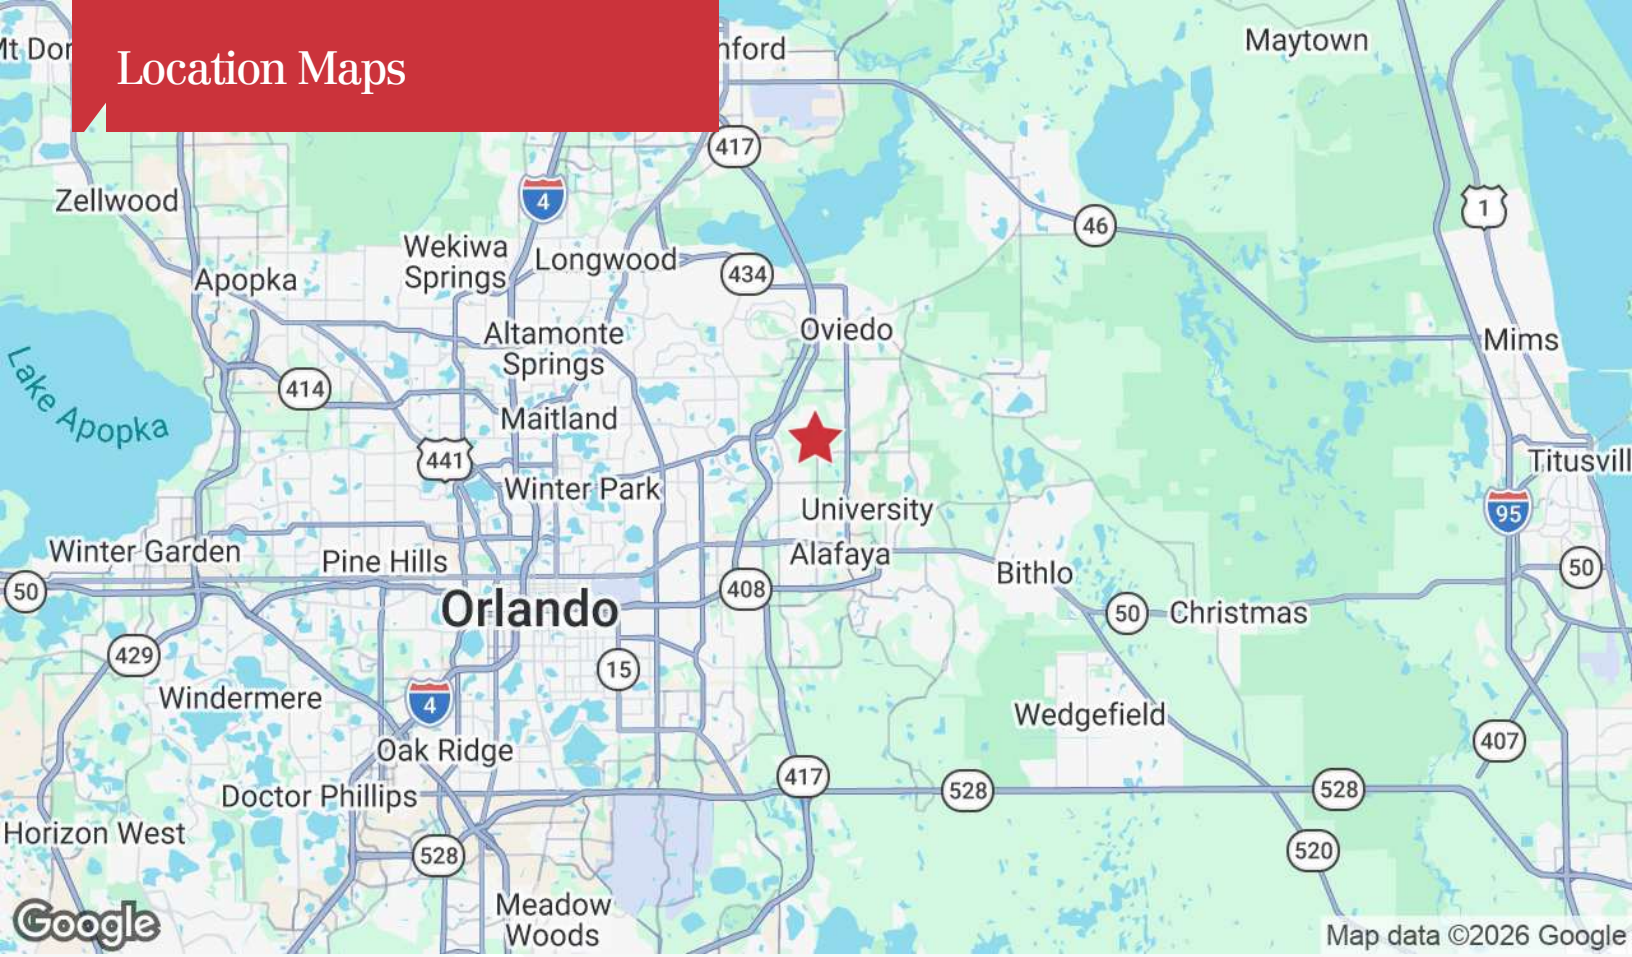 Location Maps
Maytown
417
Zellwood
4
1
46
Wekiwa
Springs
Longwood
434
Apopka
Oviedo
Altamonte
Springs
Mims
Lake Apopka
414
Maitland
441
Titusvill
Winter Park
University
95
Winter Garden
Pine Hills
Alafaya
Bithlo
50
50
408
Orlando
50
Christmas
429
15
Windermere
4
Wedgefield
Oak Ridge
407
417
528
528
Doctor Phillips
Horizon West
528
520
Meadow
Woods
Google
Map data ©2026 Google